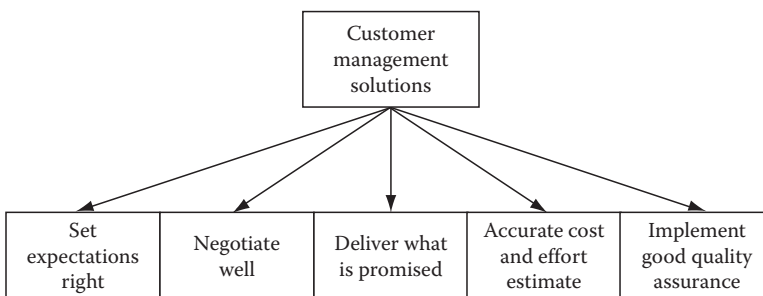 Customer
management
solutions
Set
expectations
right
Negotiate
well
Deliver what
is promised
Accurate cost
and effort
estimate
Implement
good quality
assurance